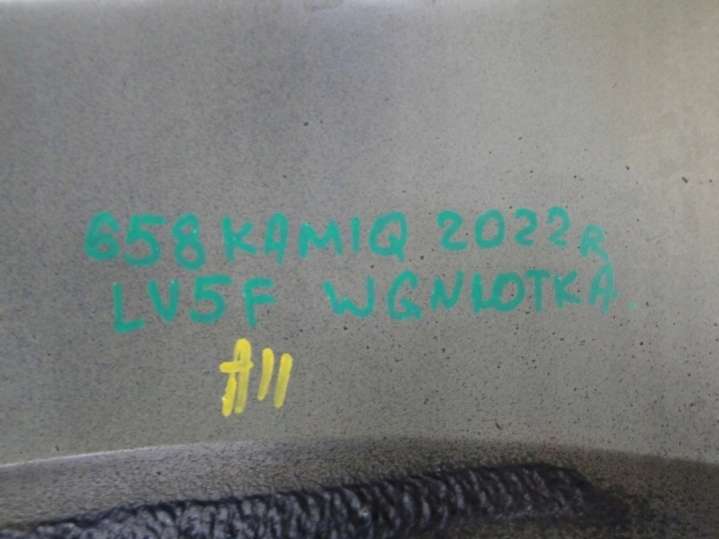 658 KAMIQ 2022R
LV5F WGNIOTKA.
A11